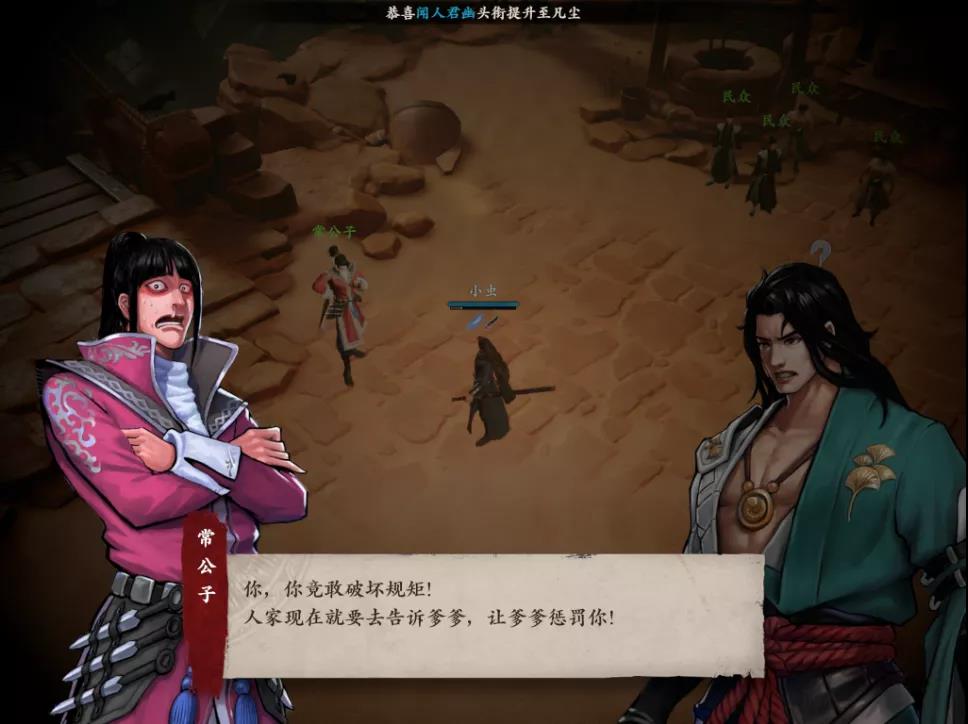 恭喜闻人君幽头衔提升至凡尘
民众
民众
民众
民众
常公子
小虫
常公子
你，你竟敢破坏规矩！
人家现在就要去告诉爹爹，让爹爹惩罚你！